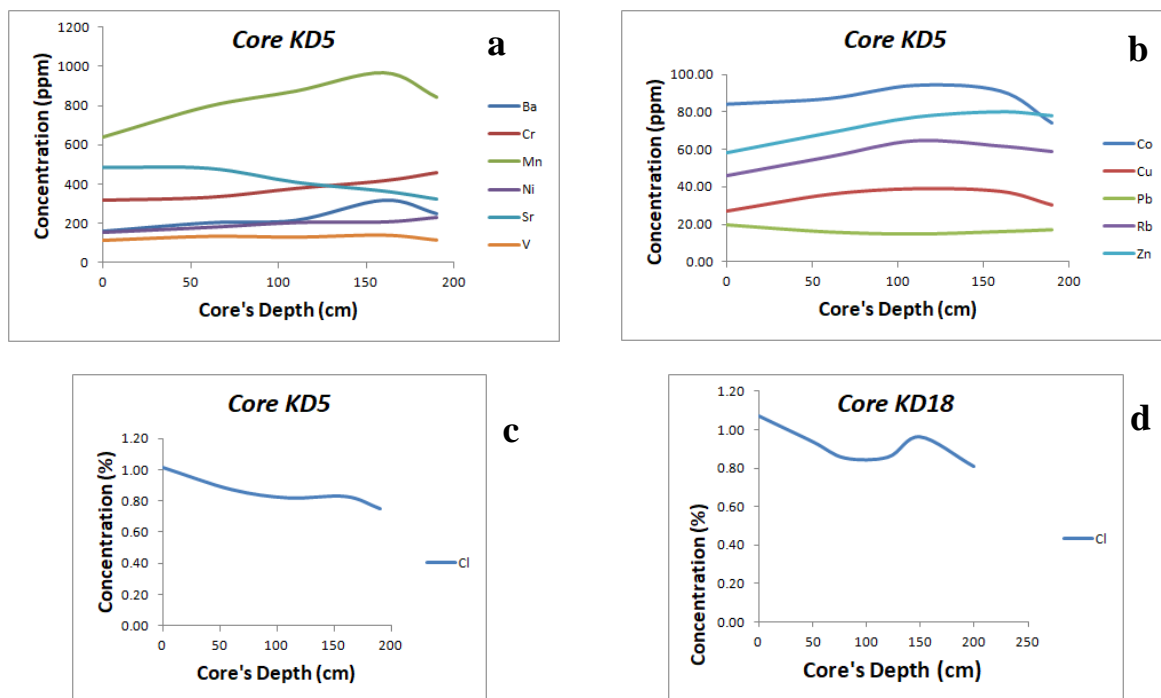 Core KD5
a
Concentration (ppm)
1200
1000
800
600
400
200
0
0 50 100 150 200
Core's Depth (cm)
Ba
Cr
Mn
Ni
Sr
V
Core KD5
b
Concentration (ppm)
100.00
80.00
60.00
40.00
20.00
0.00
0 50 100 150 200
Core's Depth (cm)
Co
Cu
Pb
Rb
Zn
Core KD5
c
Concentration (%)
1.20
1.00
0.80
0.60
0.40
0.20
0.00
0 50 100 150 200
Core's Depth (cm)
Cl
Core KD18
d
Concentration (%)
1.20
1.00
0.80
0.60
0.40
0.20
0.00
0 50 100 150 200 250
Core's Depth (cm)
Cl